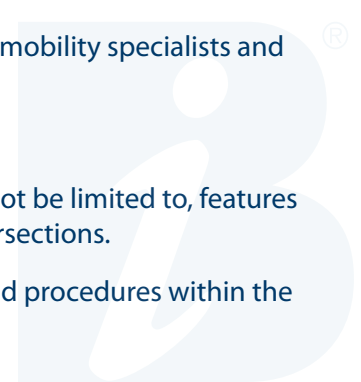 mobility specialists and
ot be limited to, features
rsections.
d procedures within the